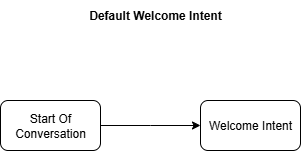 Default Welcome Intent
Start Of
Conversation
Welcome Intent